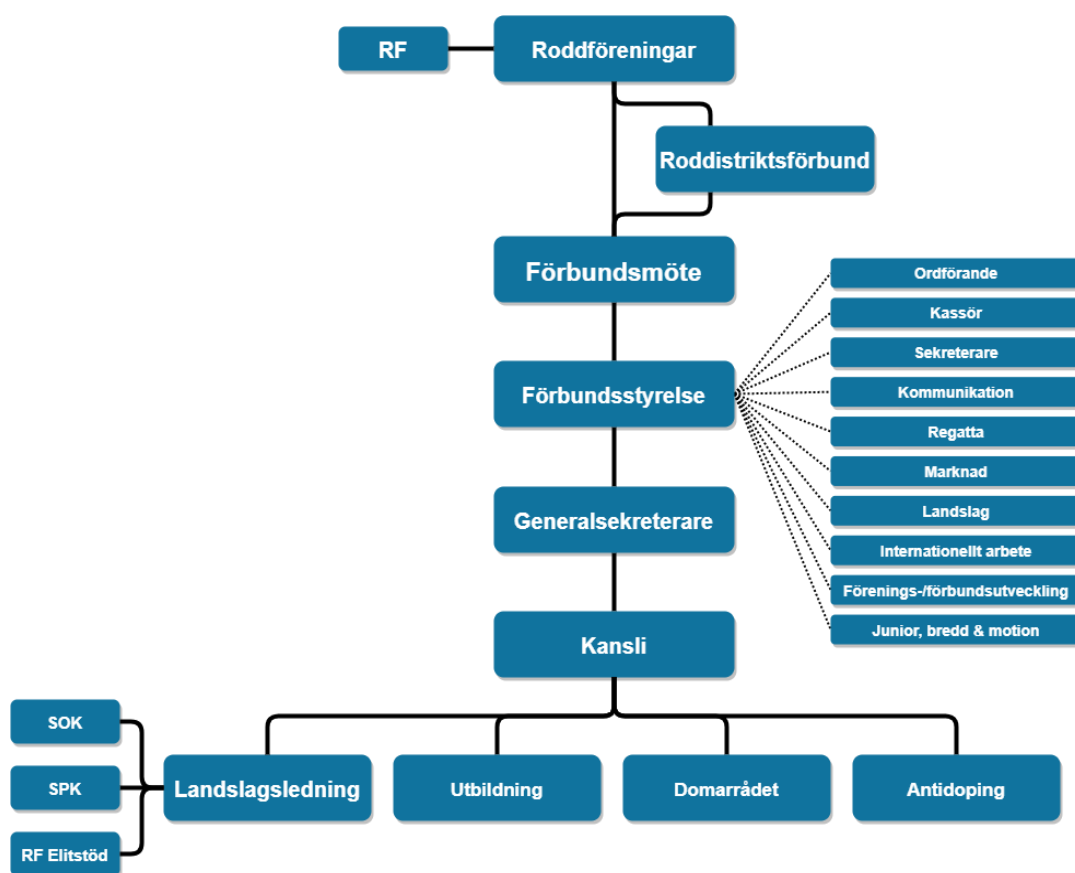 RF
Roddföreningar
Roddistriktsförbund
Förbundsmöte
Ordförande
Kassör
Sekreterare
Förbundsstyrelse
Kommunikation
Regatta
Marknad
Landslag
Generalsekreterare
Internationellt arbete
Förenings-/förbundsutveckling
Junior, bredd & motion
Kansli
SOK
SPK
RF Elitstöd
Landslagsledning
Utbildning
Domarrådet
Antidoping